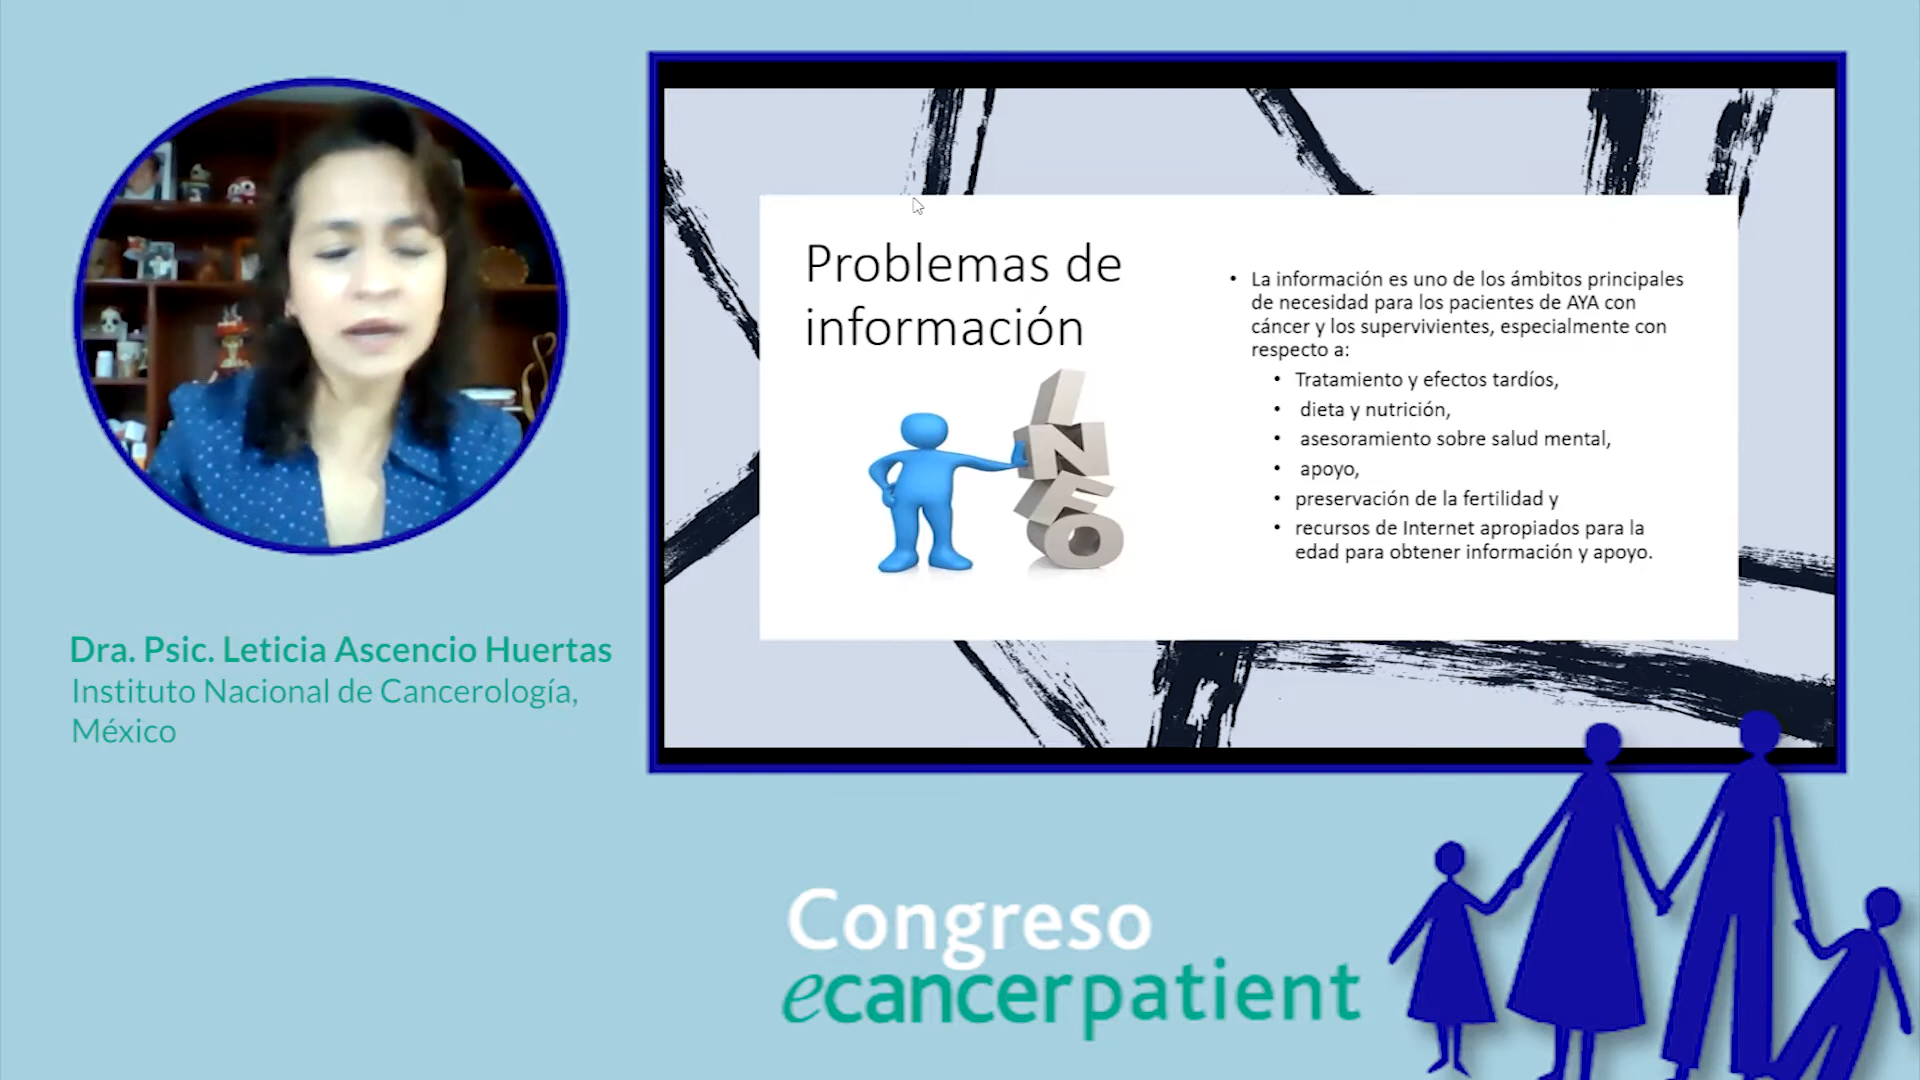 Problemas de
información
INFO
• La información es uno de los ámbitos principales
de necesidad para los pacientes de AYA con
cáncer y los supervivientes, especialmente con
respecto a:
• Tratamiento y efectos tardíos,
• dieta y nutrición,
• asesoramiento sobre salud mental,
• apoyo,
• preservación de la fertilidad y
• recursos de Internet apropiados para la
edad para obtener información y apoyo.
Dra. Psic. Leticia Ascencio Huertas
Instituto Nacional de Cancerología,
México
Congreso
ecancerpatient